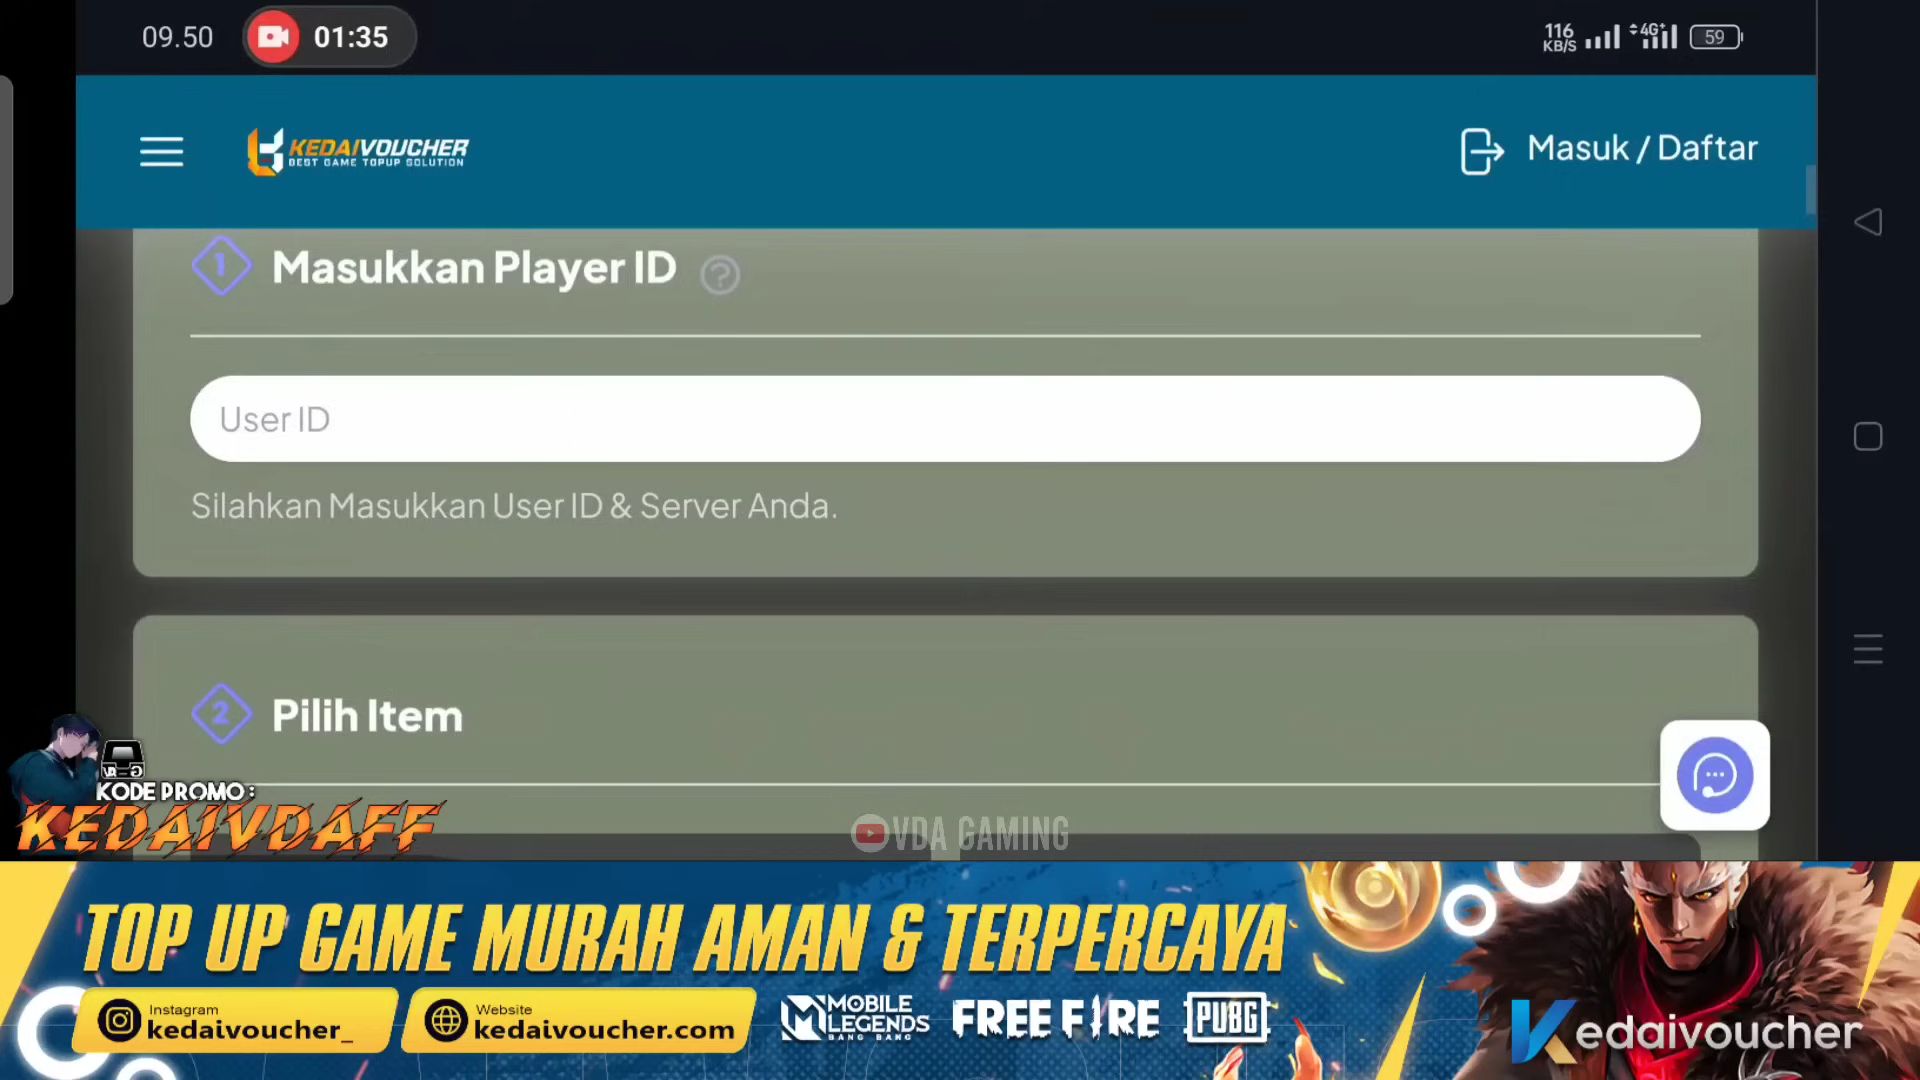 09.50
01:35
116 KB/S
4G+
59
KEDAIVOUCHER
BEST GAME TOPUP SOLUTION
Masuk / Daftar
1 Masukkan Player ID ?
User ID
Silahkan Masukkan User ID & Server Anda.
2 Pilih Item
KODE PROMO :
KEDAIVDAFF
VDA GAMING
TOP UP GAME MURAH AMAN & TERPERCAYA
Instagram
kedaivoucher_
Website
kedaivoucher.com
MOBILE LEGENDS
BANG BANG
FREE FIRE
PUBG
Kedaivoucher